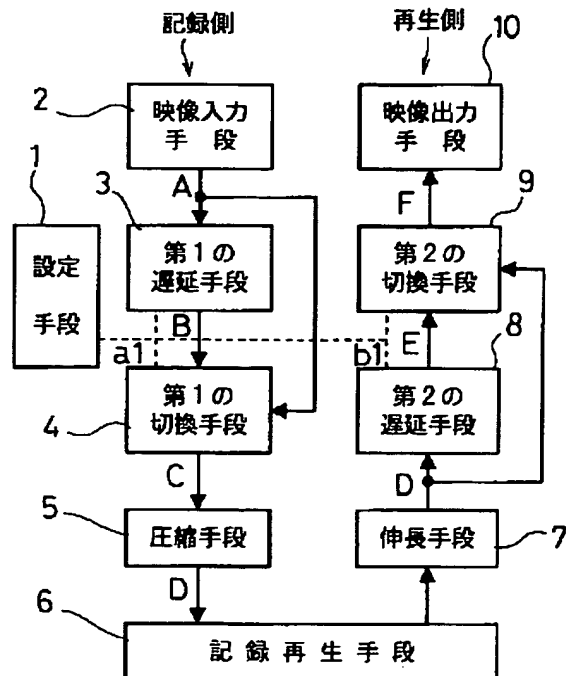 記録側
再生側
10
2
映像入力
手 段
映像出力
手 段
1
A
F
9
3
設定
手段
第1の
遅延手段
第2の
切換手段
B
E
8
a1
b1
4
第1の
切換手段
第2の
遅延手段
C
D
5
圧縮手段
伸長手段
7
D
6
記 録 再 生 手 段